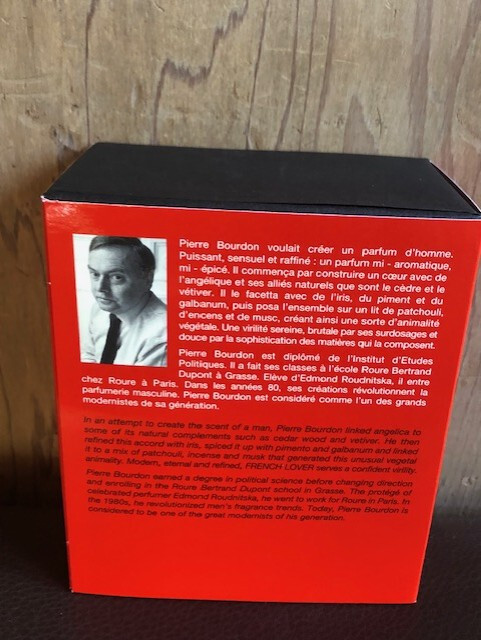 Pierre Bourdon voulait créer un parfum d'homme.
Puissant, sensuel et raffiné : un parfum mi - aromatique,
mi - épicé. Il commença par construire un cœur avec de
l'angélique et ses alliés naturels que sont le cèdre et le
vétiver. Il le facetta avec de l'iris, du piment et du
galbanum, puis posa l'ensemble sur un lit de patchouli,
d'encens et de musc, créant ainsi une sorte d'animalité
végétale. Une virilité sereine, brutale par ses surdosages et
douce par la sophistication des matières qui la composent.
Pierre Bourdon est diplômé de l'Institut d'Etudes
Politiques. Il a fait ses classes à l'école Roure Bertrand
Dupont à Grasse. Elève d'Edmond Roudnitska, il entre
chez Roure à Paris. Dans les années 80, ses créations révolutionnent la
parfumerie masculine. Pierre Bourdon est considéré comme l'un des grands
modernistes de sa génération.
In an attempt to create the scent of a man, Pierre Bourdon linked angelica to
some of its natural complements such as cedar wood and vetiver. He then
refined this accord with iris, spiced it up with pimento and galbanum and linked
it to a mix of patchouli, incense and musk that generated this unusual vegetal
animality. Modern, eternal and refined, FRENCH LOVER serves a confident virility.
Pierre Bourdon earned a degree in political science before changing direction
and enrolling in the Roure Bertrand Dupont school in Grasse. The protégé of
celebrated perfumer Edmond Roudnitska, he went to work for Roure in Paris. In
the 1980s, he revolutionized men's fragrance trends. Today, Pierre Bourdon is
considered to be one of the great modernists of his generation.